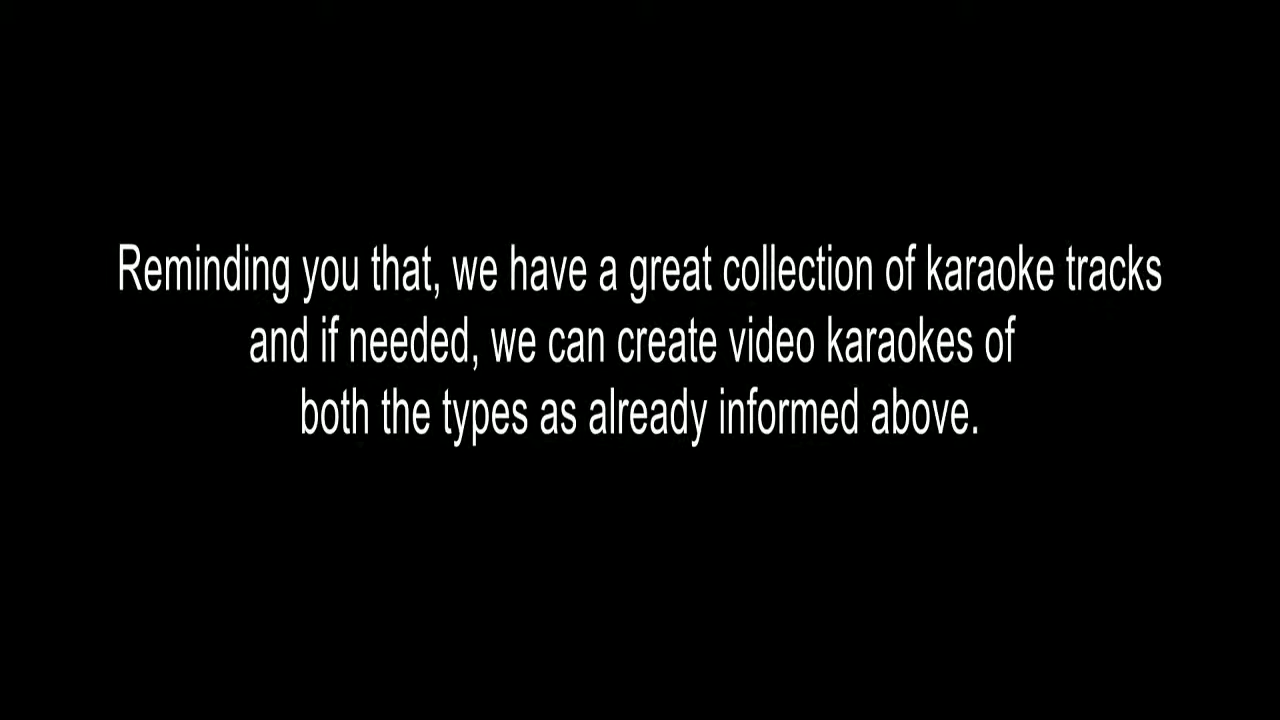 Reminding you that, we have a great collection of karaoke tracks
and if needed, we can create video karaokes of
both the types as already informed above.